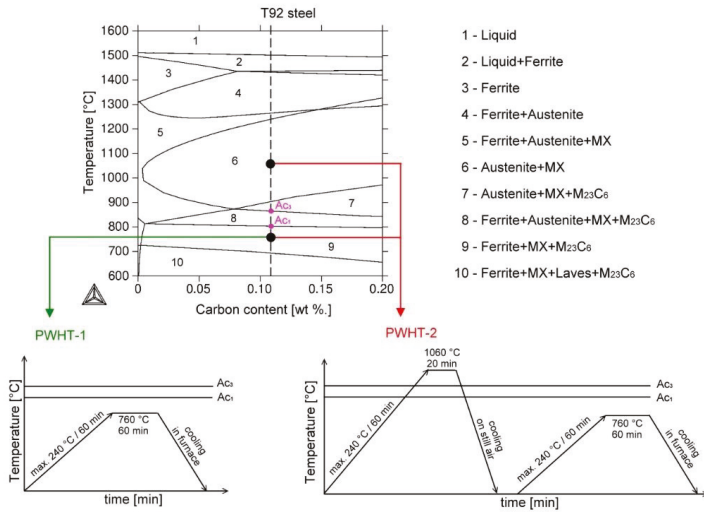 T92 steel
1600
1500
1400
1300
1200
1100
1000
900
800
700
600
Temperature [°C]
1
2
3
4
5
6
7
8
9
10
Ac₃
Ac₁
0
0.05
0.10
0.15
0.20
Carbon content [wt %.]
1 - Liquid
2 - Liquid+Ferrite
3 - Ferrite
4 - Ferrite+Austenite
5 - Ferrite+Austenite+MX
6 - Austenite+MX
7 - Austenite+MX+M₂₃C₆
8 - Ferrite+Austenite+MX+M₂₃C₆
9 - Ferrite+MX+M₂₃C₆
10 - Ferrite+MX+Laves+M₂₃C₆
PWHT-1
Temperature [°C]
Ac₃
Ac₁
max. 240 °C / 60 min
760 °C
60 min
cooling
in furnace
time [min]
PWHT-2
Temperature [°C]
1060 °C
20 min
Ac₃
Ac₁
max. 240 °C / 60 min
cooling
on still air
max. 240 °C / 60 min
760 °C
60 min
cooling
in furnace
time [min]